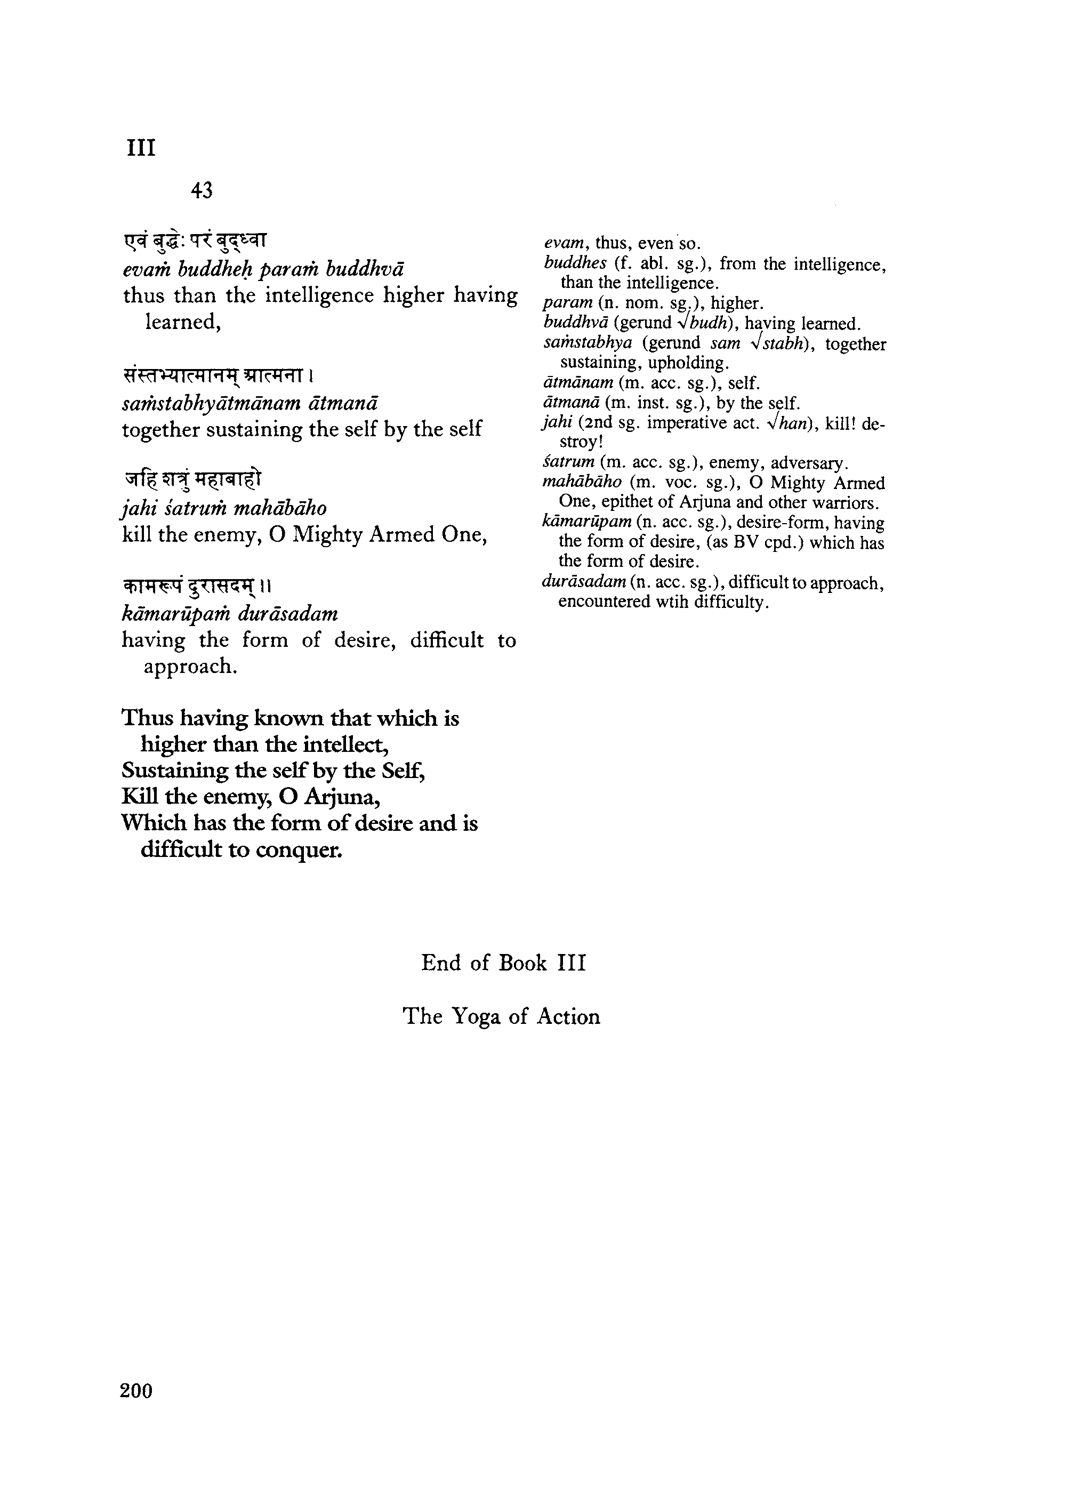 III
43
एवं बुद्धेः परं बुद्ध्वा
evaṁ buddheḥ paraṁ buddhvā
thus than the intelligence higher having
learned,
संस्तभ्यात्मानम् आत्मना ।
saṁstabhyātmānam ātmanā
together sustaining the self by the self
जहि शत्रुं महाबाहो
jahi śatruṁ mahābāho
kill the enemy, O Mighty Armed One,
कामरूपं दुरासदम् ॥
kāmarūpaṁ durāsadam
having the form of desire, difficult to
approach.
Thus having known that which is
higher than the intellect,
Sustaining the self by the Self,
Kill the enemy, O Arjuna,
Which has the form of desire and is
difficult to conquer.
evam, thus, even so.
buddhes (f. abl. sg.), from the intelligence,
than the intelligence.
param (n. nom. sg.), higher.
buddhvā (gerund √budh), having learned.
saṁstabhya (gerund sam √stabh), together
sustaining, upholding.
ātmānam (m. acc. sg.), self.
ātmanā (m. inst. sg.), by the self.
jahi (2nd sg. imperative act. √han), kill! de-
stroy!
śatrum (m. acc. sg.), enemy, adversary.
mahābāho (m. voc. sg.), O Mighty Armed
One, epithet of Arjuna and other warriors.
kāmarūpam (n. acc. sg.), desire-form, having
the form of desire, (as BV cpd.) which has
the form of desire.
durāsadam (n. acc. sg.), difficult to approach,
encountered wtih difficulty.
End of Book III
The Yoga of Action
200